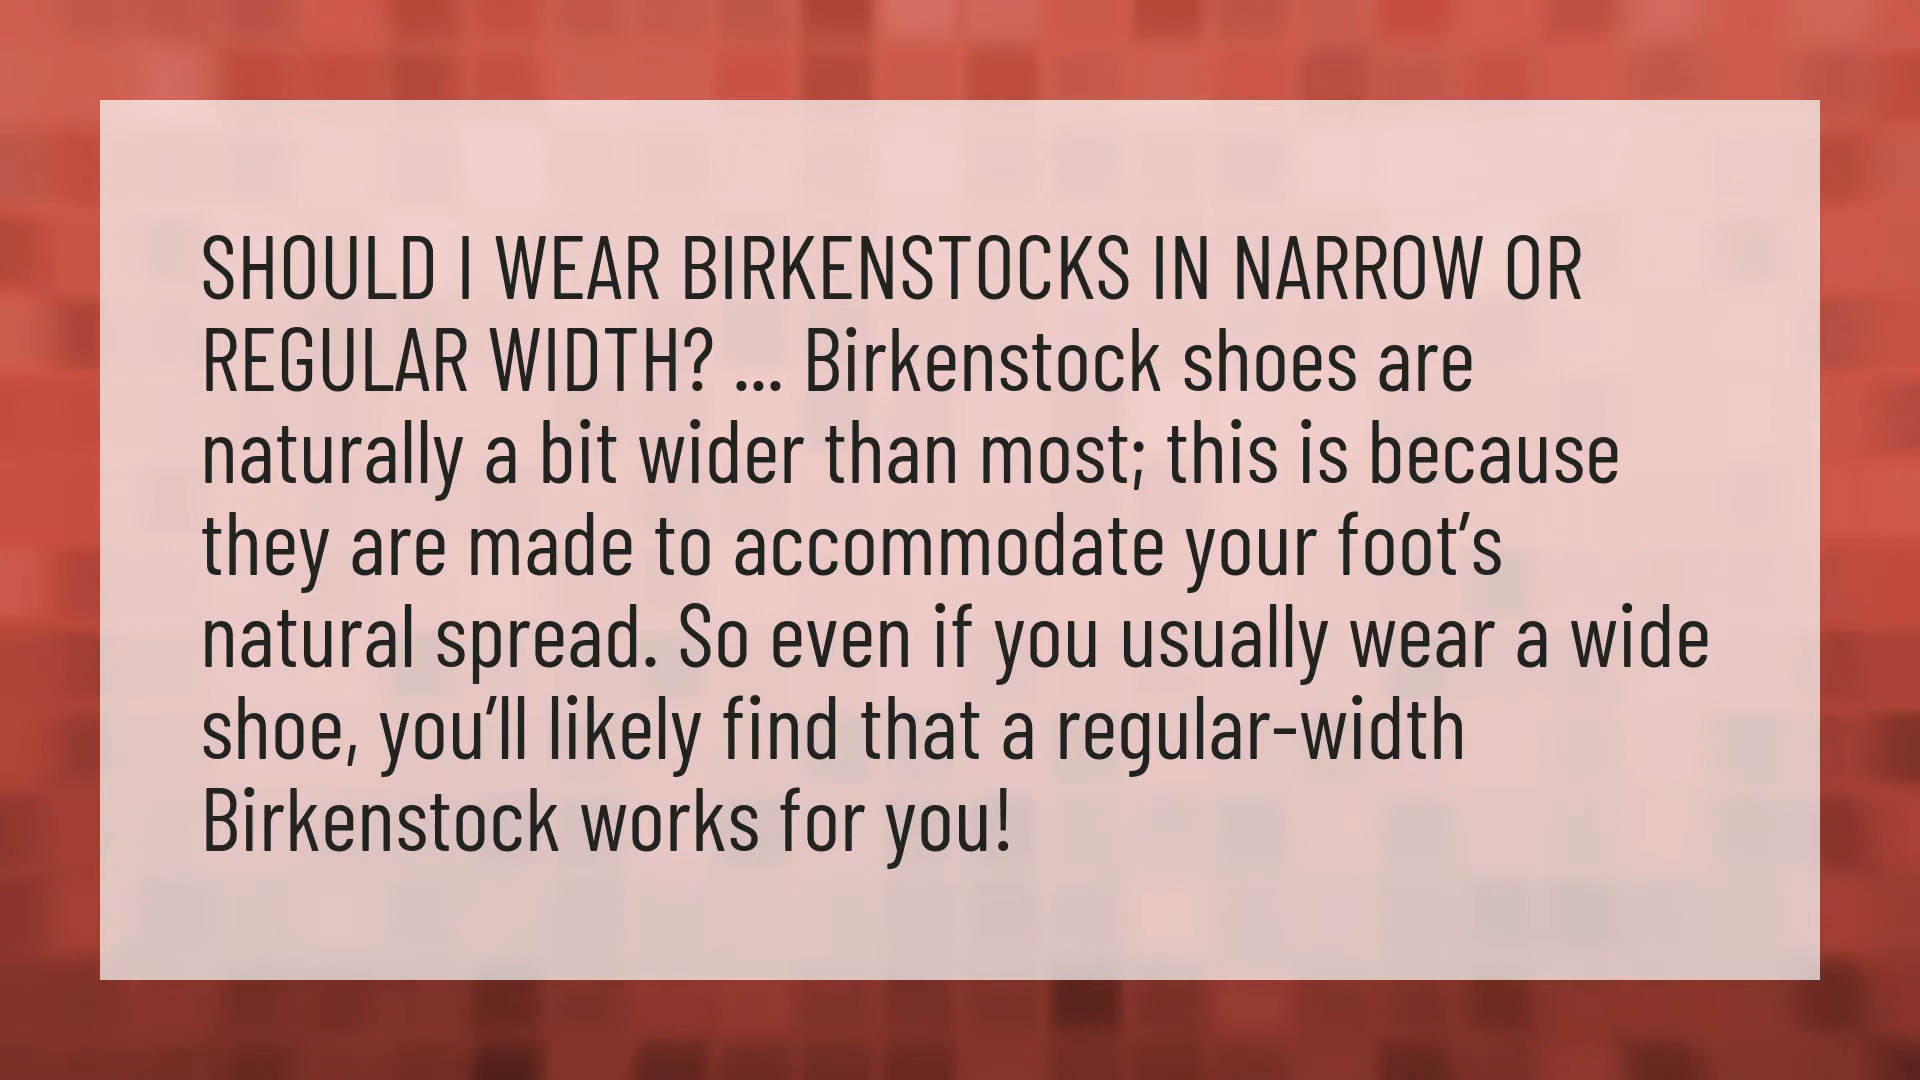 SHOULD I WEAR BIRKENSTOCKS IN NARROW OR
REGULAR WIDTH? ... Birkenstock shoes are
naturally a bit wider than most; this is because
they are made to accommodate your foot’s
natural spread. So even if you usually wear a wide
shoe, you’ll likely find that a regular-width
Birkenstock works for you!